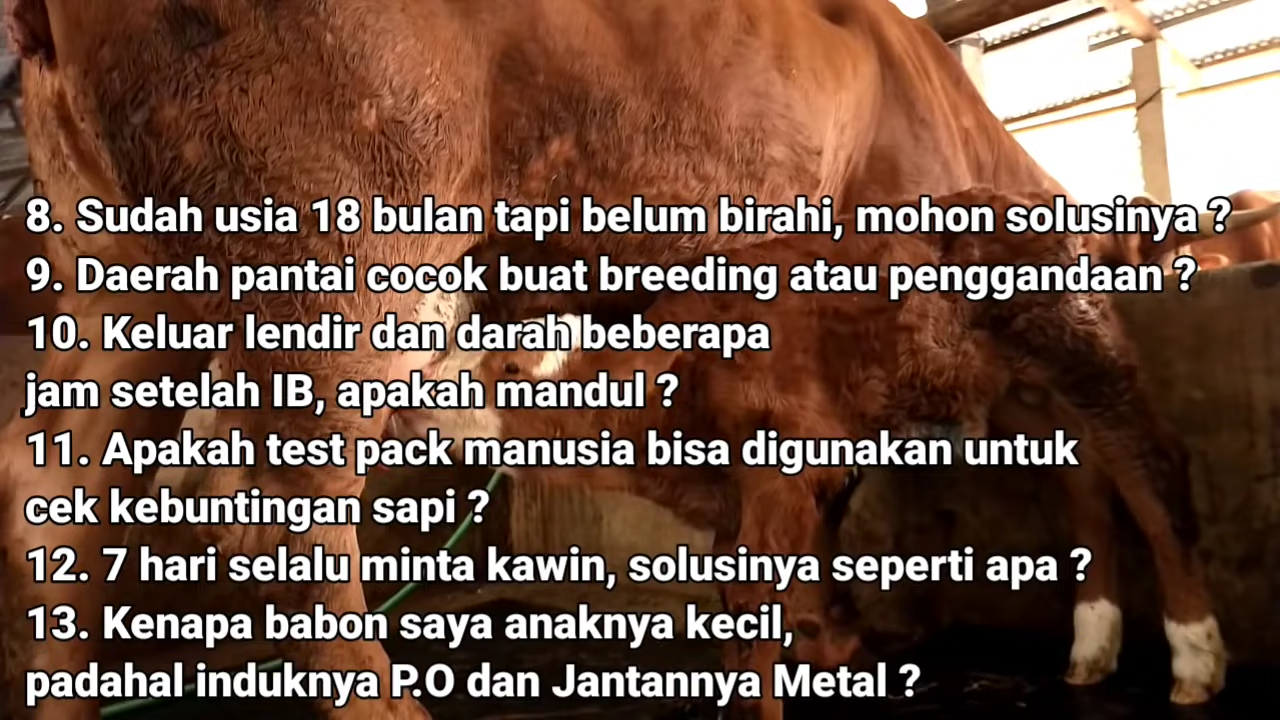 8. Sudah usia 18 bulan tapi belum birahi, mohon solusinya ?
9. Daerah pantai cocok buat breeding atau penggandaan ?
10. Keluar lendir dan darah beberapa
jam setelah IB, apakah mandul ?
11. Apakah test pack manusia bisa digunakan untuk
cek kebuntingan sapi ?
12. 7 hari selalu minta kawin, solusinya seperti apa ?
13. Kenapa babon saya anaknya kecil,
padahal induknya P.O dan Jantannya Metal ?